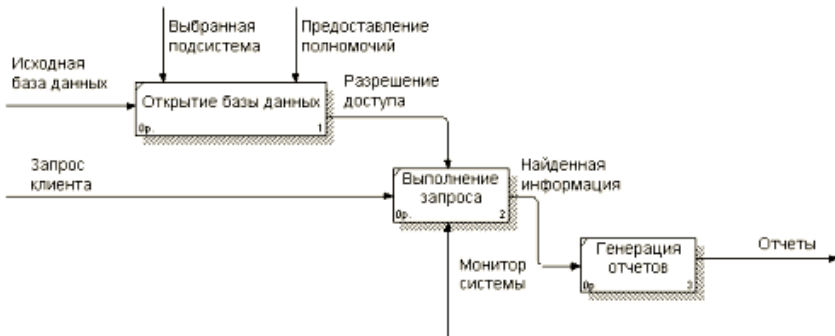 Выбранная
подсистема
Предоставление
полномочий
Исходная
база данных
Открытие базы данных
0р.
1
Разрешение
доступа
Запрос
клиента
Выполнение
запроса
0р.
2
Найденная
информация
Монитор
системы
Генерация
отчетов
0р.
3
Отчеты